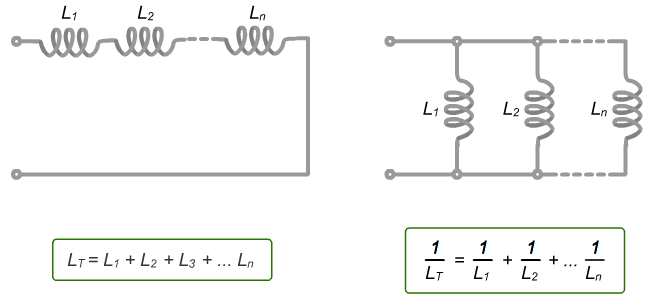 L1 L2 Ln
L1 L2 Ln
LT = L1 + L2 + L3 + ... Ln
1/LT = 1/L1 + 1/L2 + ... 1/Ln